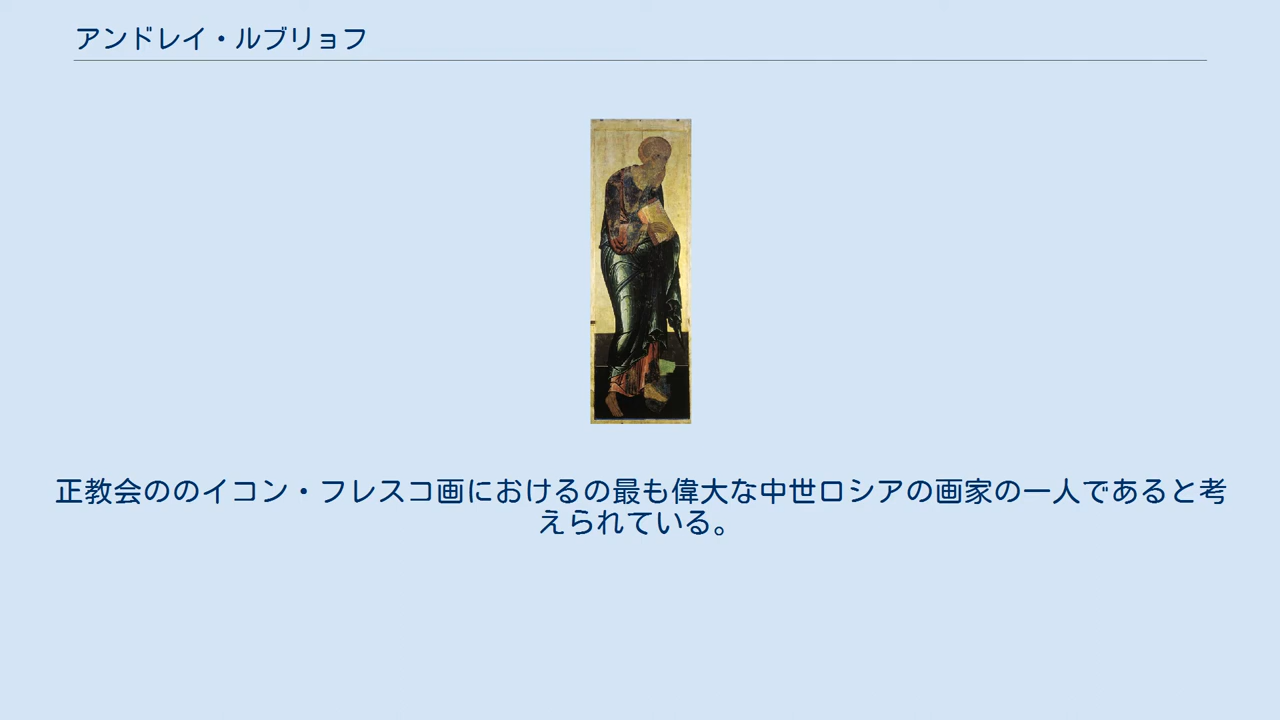 アンドレイ・ルブリョフ
正教会ののイコン・フレスコ画におけるの最も偉大な中世ロシアの画家の一人であると考
えられている。